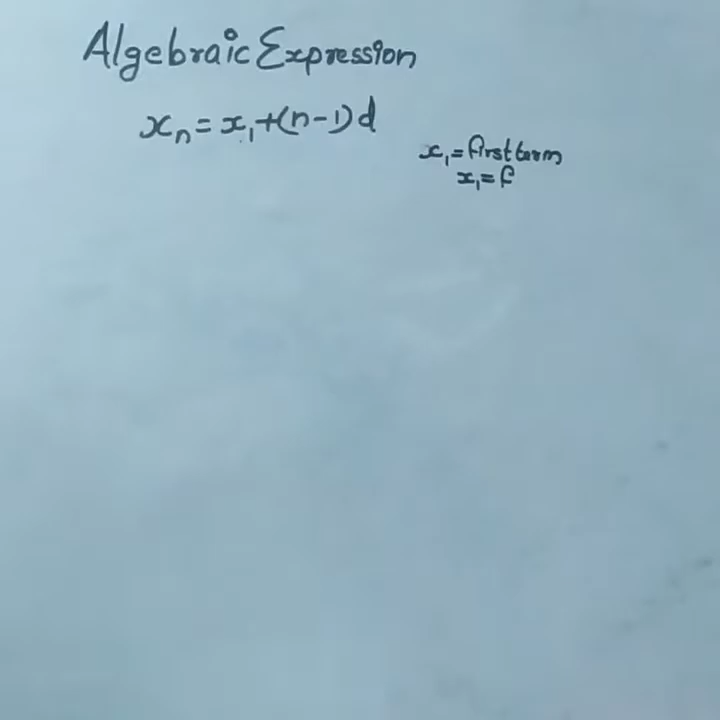 Algebraic Expression
xₙ = x₁ + (n-1)d
x₁ = first term
x₁ = f